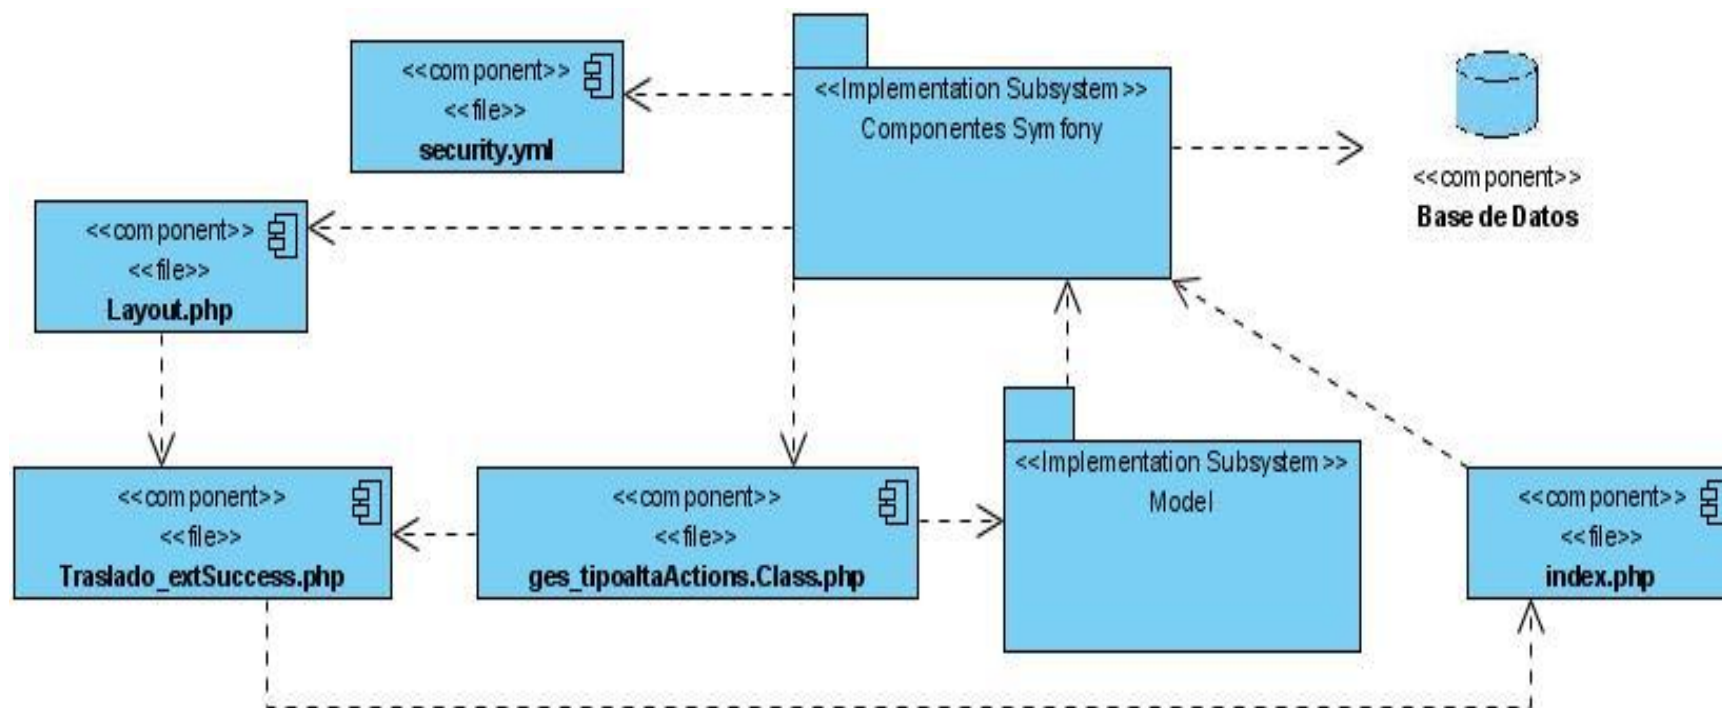 <<component>>
<<file>>
security.yml
<<Implementation Subsystem>>
Componentes Symfony
<<component>>
Base de Datos
<<component>>
<<file>>
Layout.php
<<component>>
<<file>>
Traslado_extSuccess.php
<<component>>
<<file>>
ges_tipoaltaActions.Class.php
<<Implementation Subsystem>>
Model
<<component>>
<<file>>
index.php